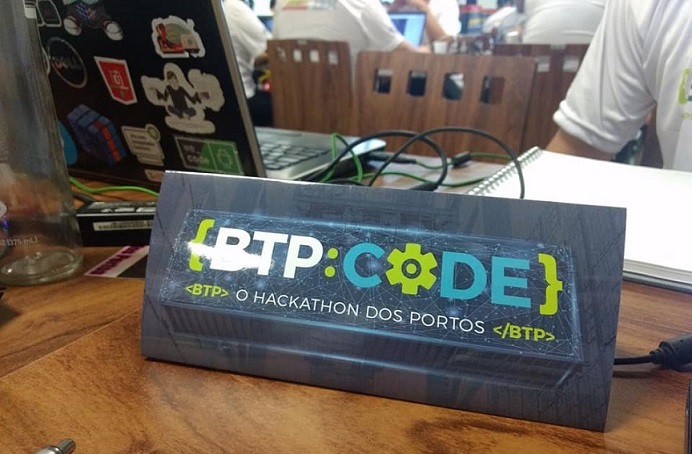 {BTP:CODE}
<BTP> O HACKATHON DOS PORTOS </BTP>